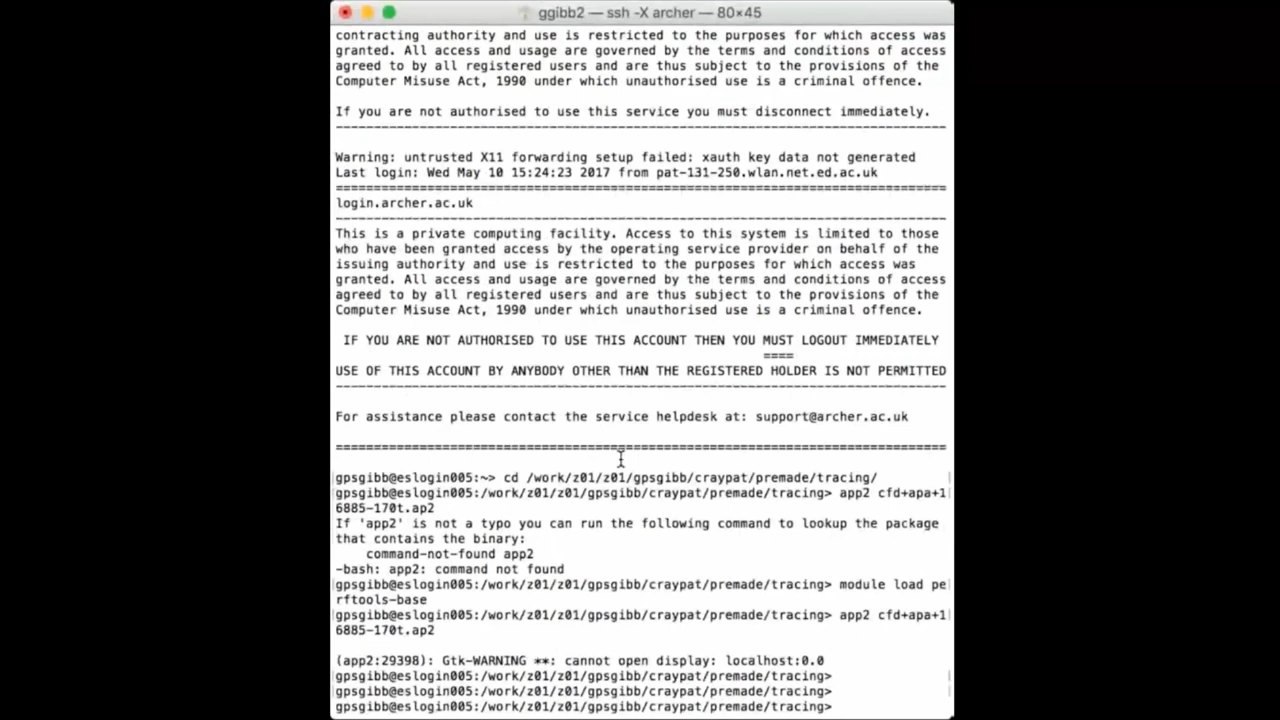 ggibb2 — ssh -X archer — 80×45
contracting authority and use is restricted to the purposes for which access was
granted. All access and usage are governed by the terms and conditions of access
agreed to by all registered users and are thus subject to the provisions of the
Computer Misuse Act, 1990 under which unauthorised use is a criminal offence.
If you are not authorised to use this service you must disconnect immediately.
--------------------------------------------------------------------------------
Warning: untrusted X11 forwarding setup failed: xauth key data not generated
Last login: Wed May 10 15:24:23 2017 from pat-131-250.wlan.net.ed.ac.uk
================================================================================
login.archer.ac.uk
--------------------------------------------------------------------------------
This is a private computing facility. Access to this system is limited to those
who have been granted access by the operating service provider on behalf of the
issuing authority and use is restricted to the purposes for which access was
granted. All access and usage are governed by the terms and conditions of access
agreed to by all registered users and are thus subject to the provisions of the
Computer Misuse Act, 1990 under which unauthorised use is a criminal offence.
IF YOU ARE NOT AUTHORISED TO USE THIS ACCOUNT THEN YOU MUST LOGOUT IMMEDIATELY
====
USE OF THIS ACCOUNT BY ANYBODY OTHER THAN THE REGISTERED HOLDER IS NOT PERMITTED
--------------------------------------------------------------------------------
For assistance please contact the service helpdesk at: support@archer.ac.uk
================================================================================
gpsgibb@eslogin005:~> cd /work/z01/z01/gpsgibb/craypat/premade/tracing/
gpsgibb@eslogin005:/work/z01/z01/gpsgibb/craypat/premade/tracing> app2 cfd+apa+1
6885-170t.ap2
If 'app2' is not a typo you can run the following command to lookup the package
that contains the binary:
command-not-found app2
-bash: app2: command not found
gpsgibb@eslogin005:/work/z01/z01/gpsgibb/craypat/premade/tracing> module load pe
rftools-base
gpsgibb@eslogin005:/work/z01/z01/gpsgibb/craypat/premade/tracing> app2 cfd+apa+1
6885-170t.ap2
(app2:29398): Gtk-WARNING **: cannot open display: localhost:0.0
gpsgibb@eslogin005:/work/z01/z01/gpsgibb/craypat/premade/tracing>
gpsgibb@eslogin005:/work/z01/z01/gpsgibb/craypat/premade/tracing>
gpsgibb@eslogin005:/work/z01/z01/gpsgibb/craypat/premade/tracing>